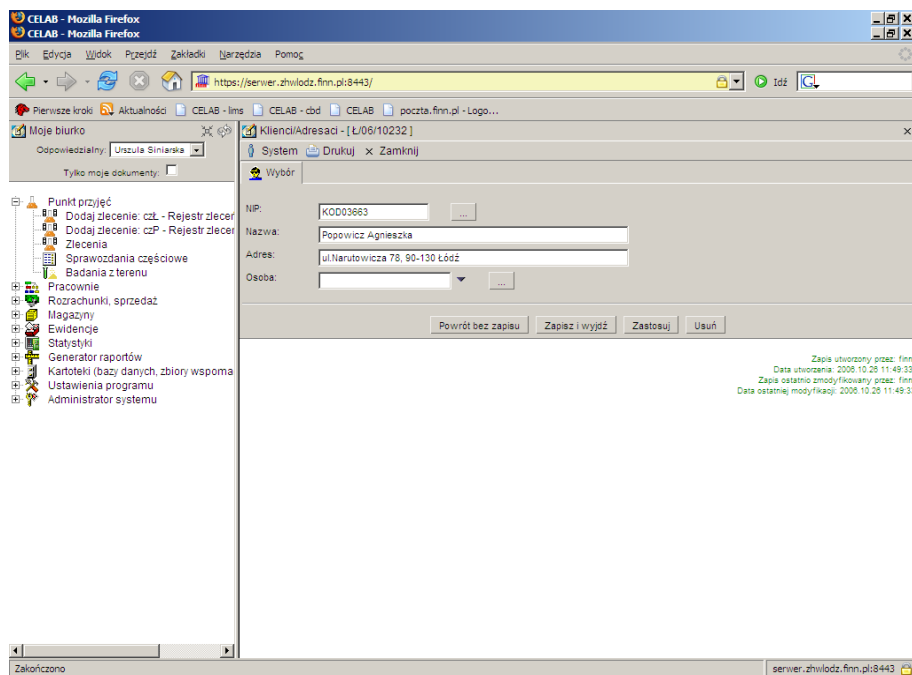 CELAB - Mozilla Firefox
CELAB - Mozilla Firefox
Plik Edycja Widok Przejdź Zakładki Narzędzia Pomoc
https://serwer.zhwlodz.finn.pl:8443/ Idź G
Pierwsze kroki Aktualności CELAB - lims CELAB - cbd CELAB poczta.finn.pl - Logo...
Moje biurko
Odpowiedzialny: Urszula Siniarska
Tylko moje dokumenty:
Punkt przyjęć
Dodaj zlecenie: czŁ - Rejestr zlecer
Dodaj zlecenie: czP - Rejestr zlecer
Zlecenia
Sprawozdania częściowe
Badania z terenu
Pracownie
Rozrachunki, sprzedaż
Magazyny
Ewidencje
Statystyki
Generator raportów
Kartoteki (bazy danych, zbiory wspoma
Ustawienia programu
Administrator systemu
Klienci/Adresaci - [ Ł/06/10232 ] x
System Drukuj x Zamknij
Wybór
NIP: KOD03663 ...
Nazwa: Popowicz Agnieszka
Adres: ul.Narutowicza 78, 90-130 Łódź
Osoba: ...
Powrót bez zapisu Zapisz i wyjdź Zastosuj Usuń
Zapis utworzony przez: finn
Data utworzenia: 2006.10.26 11:49:33
Zapis ostatnio zmodyfikowany przez: finn
Data ostatniej modyfikacji: 2006.10.26 11:49:33
Zakończono serwer.zhwlodz.finn.pl:8443